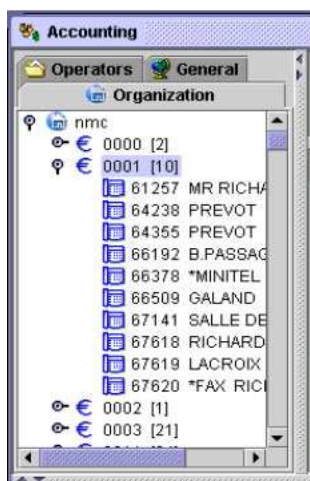 Accounting
Operators General
Organization
nmc
€ 0000 [2]
€ 0001 [10]
61257 MR RICHA
64238 PREVOT
64355 PREVOT
66192 B.PASSAG
66378 *MINITEL
66509 GALAND
67141 SALLE DE
67618 RICHARD
67619 LACROIX
67620 *FAX RICI
€ 0002 [1]
€ 0003 [21]